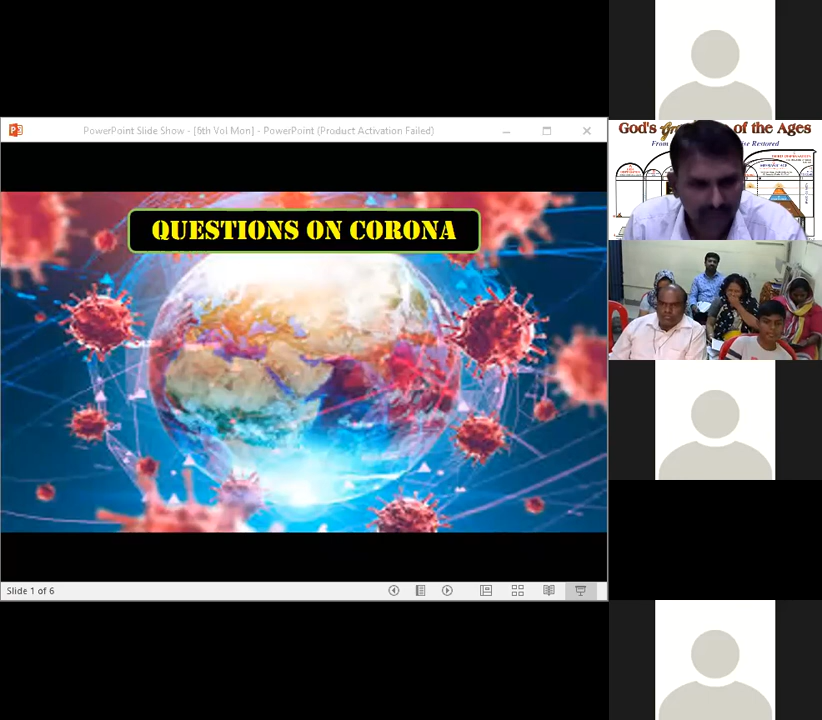 PowerPoint Slide Show - [6th Vol Mon] - PowerPoint (Product Activation Failed)
QUESTIONS ON CORONA
Slide 1 of 6
God's
of the Ages
From
ise Restored